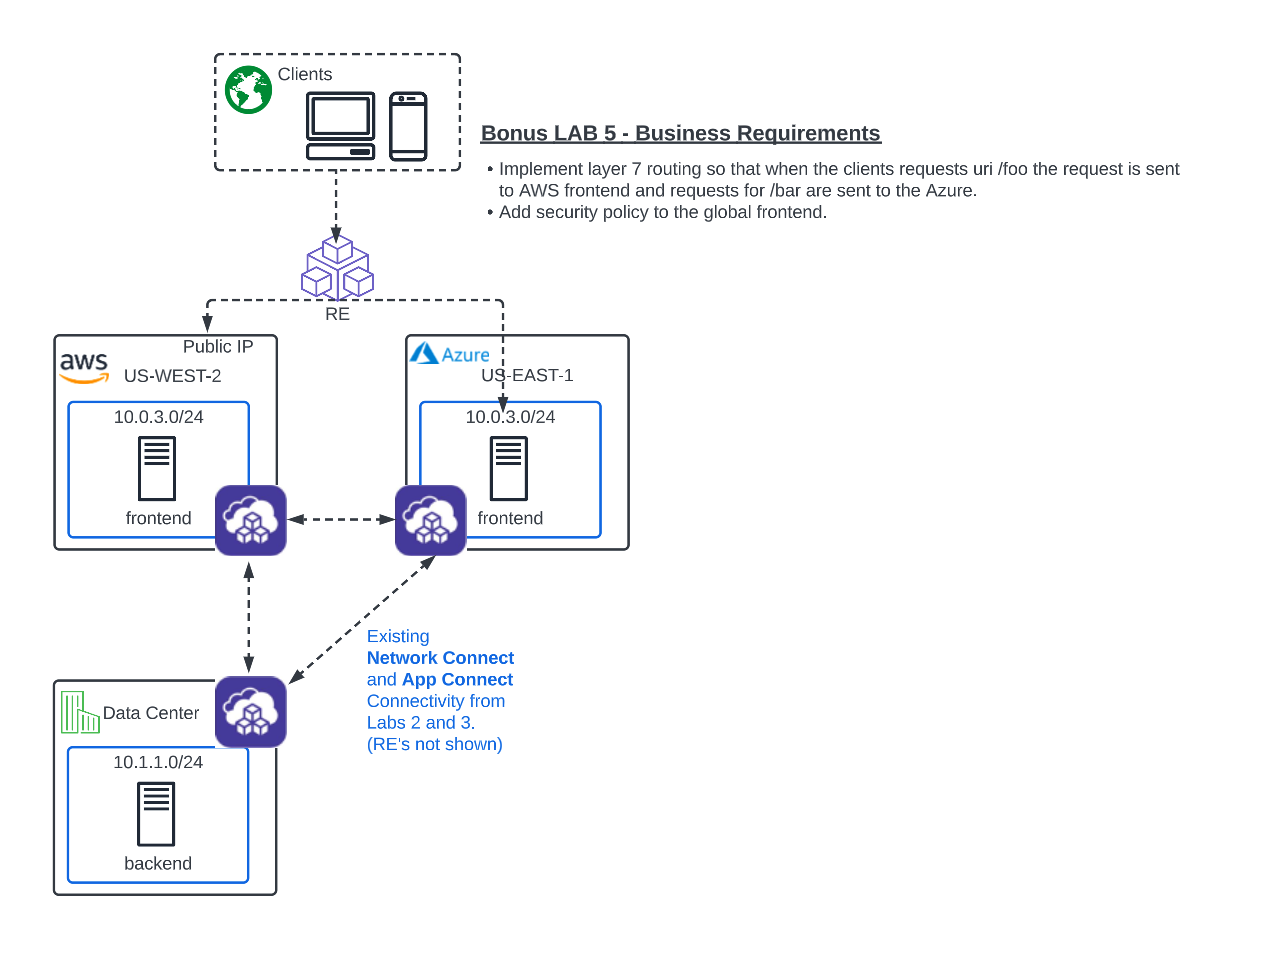 Clients
Bonus LAB 5 - Business Requirements
• Implement layer 7 routing so that when the clients requests uri /foo the request is sent
to AWS frontend and requests for /bar are sent to the Azure.
• Add security policy to the global frontend.
RE
aws
Public IP
US-WEST-2
10.0.3.0/24
frontend
Azure
US-EAST-1
10.0.3.0/24
frontend
Existing
Network Connect
and App Connect
Connectivity from
Labs 2 and 3.
(RE's not shown)
Data Center
10.1.1.0/24
backend